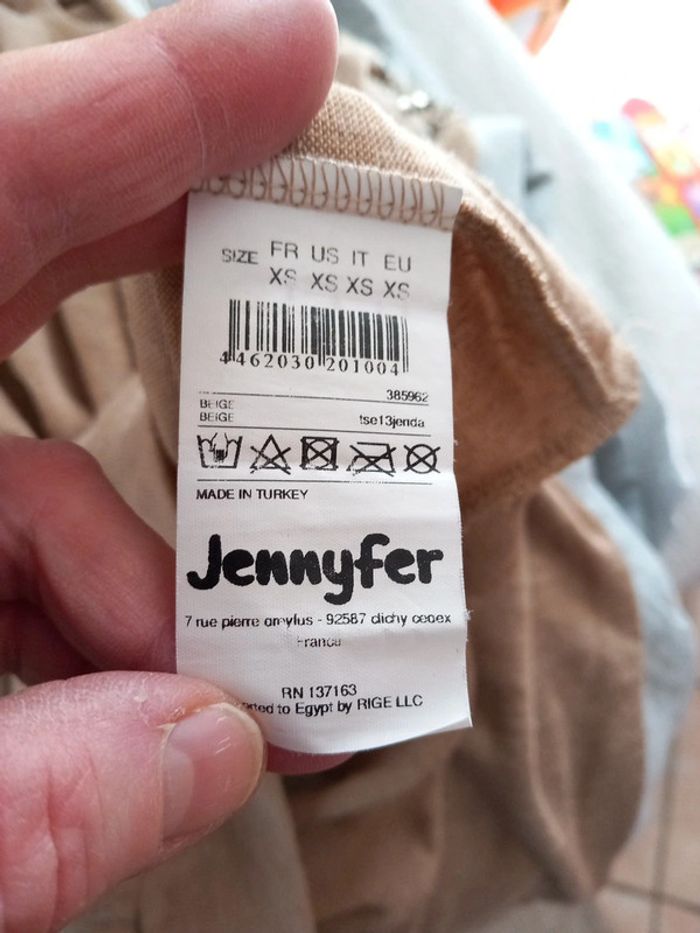 SIZE FR US IT EU
XS XS XS XS
4 462030 201004
385962
BEIGE
BEIGE tse13jenda
MADE IN TURKEY
Jennyfer
7 rue pierre - 92587 clichy cedex
France
RN 137163
to Egypt by RIGE LLC